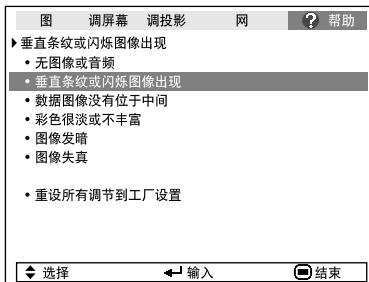 图 调屏幕 调投影 网 ? 帮助
垂直条纹或闪烁图像出现
• 无图像或音频
• 垂直条纹或闪烁图像出现
• 数据图像没有位于中间
• 彩色很淡或不丰富
• 图像发暗
• 图像失真
• 重设所有调节到工厂设置
选择 输入 结束